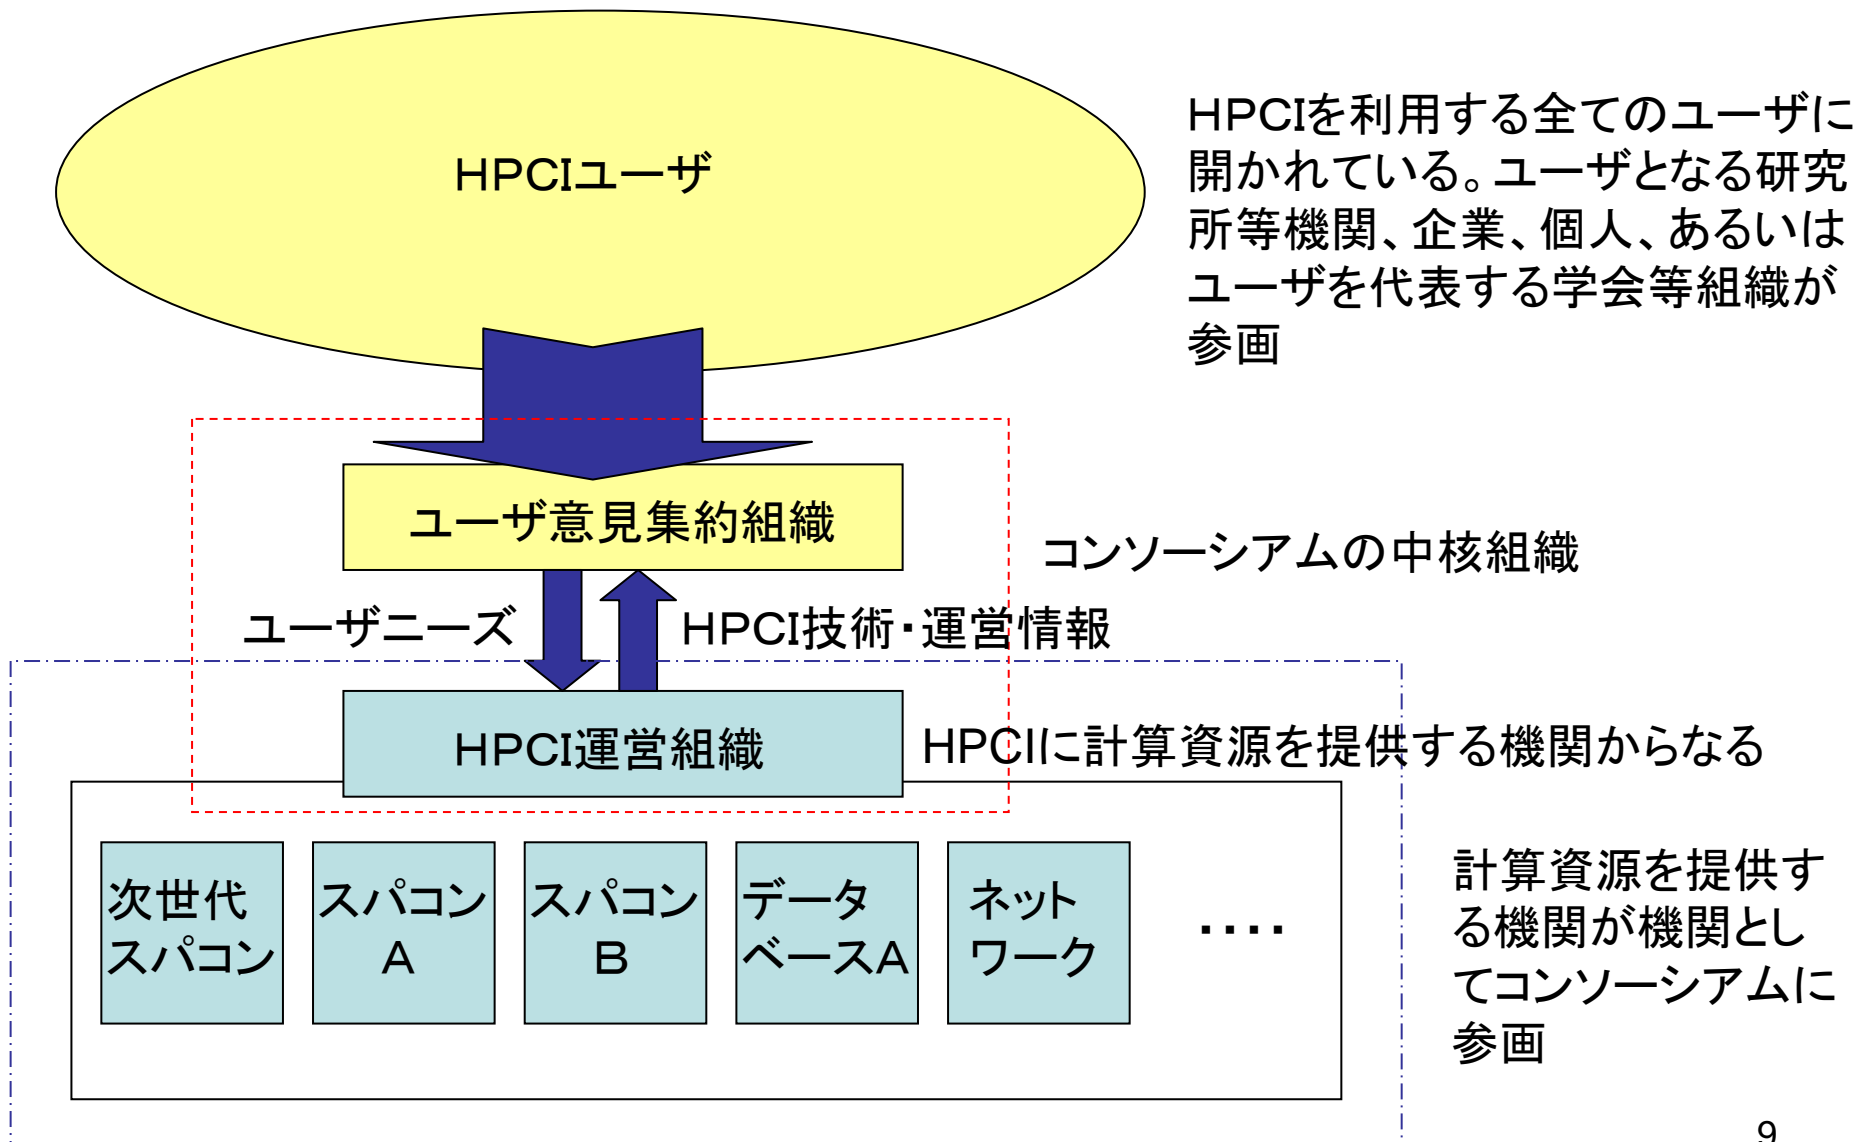 HPCIユーザ
HPCIを利用する全てのユーザに
開かれている。ユーザとなる研究
所等機関、企業、個人、あるいは
ユーザを代表する学会等組織が
参画
ユーザ意見集約組織
コンソーシアムの中核組織
ユーザニーズ
HPCI技術・運営情報
HPCI運営組織
HPCIに計算資源を提供する機関からなる
次世代
スパコン
スパコン
A
スパコン
B
データ
ベースA
ネット
ワーク
････
計算資源を提供す
る機関が機関とし
てコンソーシアムに
参画
9